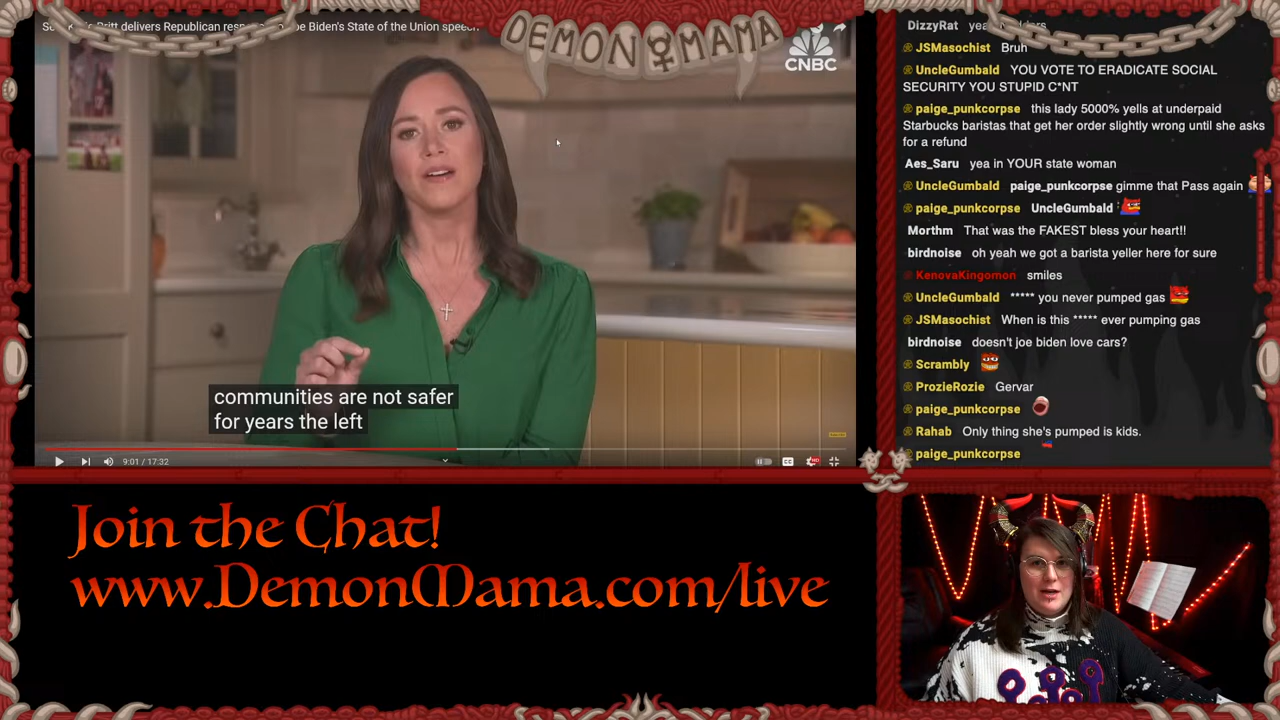 Britt delivers Republican Biden's State of the Union speech
DEMON MAMA
CNBC
communities are not safer
for years the left
9:01 / 17:32
CC
HD
DizzyRat
JSMasochist Bruh
UncleGumbald YOU VOTE TO ERADICATE SOCIAL
SECURITY YOU STUPID C*NT
paige_punkcorpse this lady 5000% yells at underpaid
Starbucks baristas that get her order slightly wrong until she asks
for a refund
Aes_Saru yea in YOUR state woman
UncleGumbald paige_punkcorpse gimme that Pass again
paige_punkcorpse UncleGumbald
Morthm That was the FAKEST bless your heart!!
birdnoise oh yeah we got a barista yeller here for sure
KenovaKingomon smiles
UncleGumbald ***** you never pumped gas
JSMasochist When is this ***** ever pumping gas
birdnoise doesn't joe biden love cars?
Scrambly
ProzieRozie Gervar
paige_punkcorpse
Rahab Only thing she's pumped is kids.
paige_punkcorpse
Join the Chat!
www.DemonMama.com/live